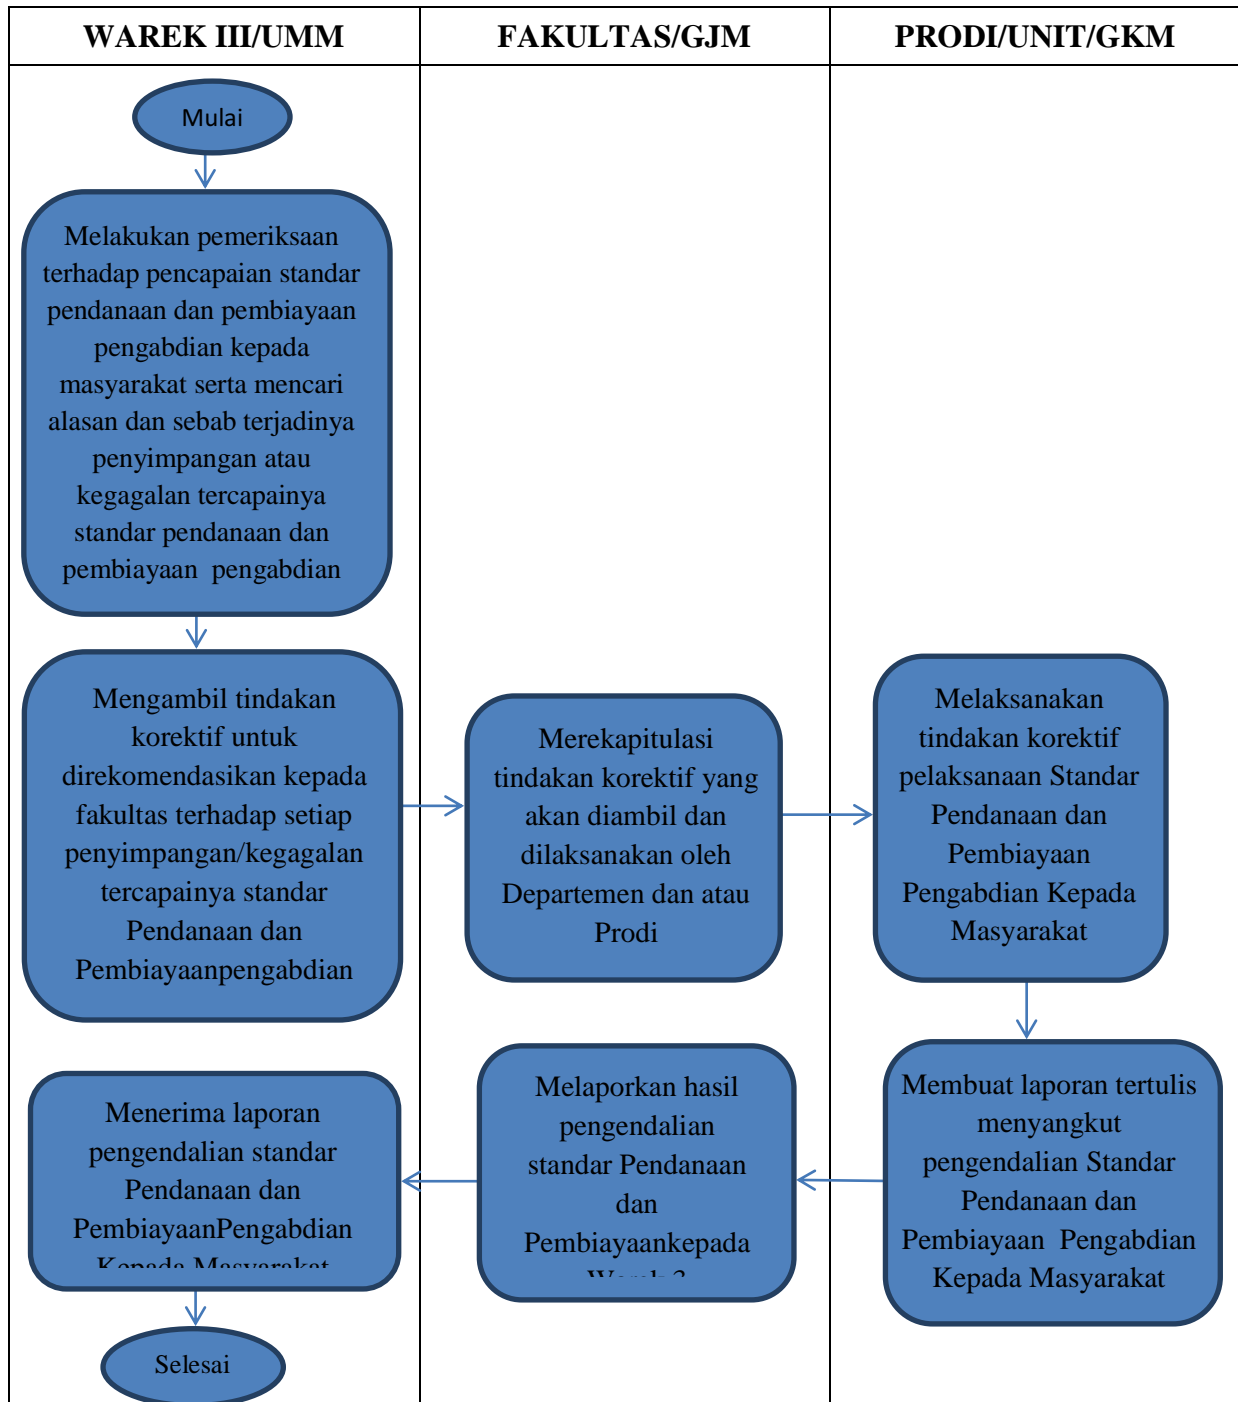 WAREK III/UMM
FAKULTAS/GJM
PRODI/UNIT/GKM
Mulai
Melakukan pemeriksaan
terhadap pencapaian standar
pendanaan dan pembiayaan
pengabdian kepada
masyarakat serta mencari
alasan dan sebab terjadinya
penyimpangan atau
kegagalan tercapainya
standar pendanaan dan
pembiayaan pengabdian
Mengambil tindakan
korektif untuk
direkomendasikan kepada
fakultas terhadap setiap
penyimpangan/kegagalan
tercapainya standar
Pendanaan dan
Pembiayaanpengabdian
Merekapitulasi
tindakan korektif yang
akan diambil dan
dilaksanakan oleh
Departemen dan atau
Prodi
Melaksanakan
tindakan korektif
pelaksanaan Standar
Pendanaan dan
Pembiayaan
Pengabdian Kepada
Masyarakat
Membuat laporan tertulis
menyangkut
pengendalian Standar
Pendanaan dan
Pembiayaan Pengabdian
Kepada Masyarakat
Melaporkan hasil
pengendalian
standar Pendanaan
dan
Pembiayaankepada
Warek 3
Menerima laporan
pengendalian standar
Pendanaan dan
PembiayaanPengabdian
Kepada Masyarakat
Selesai